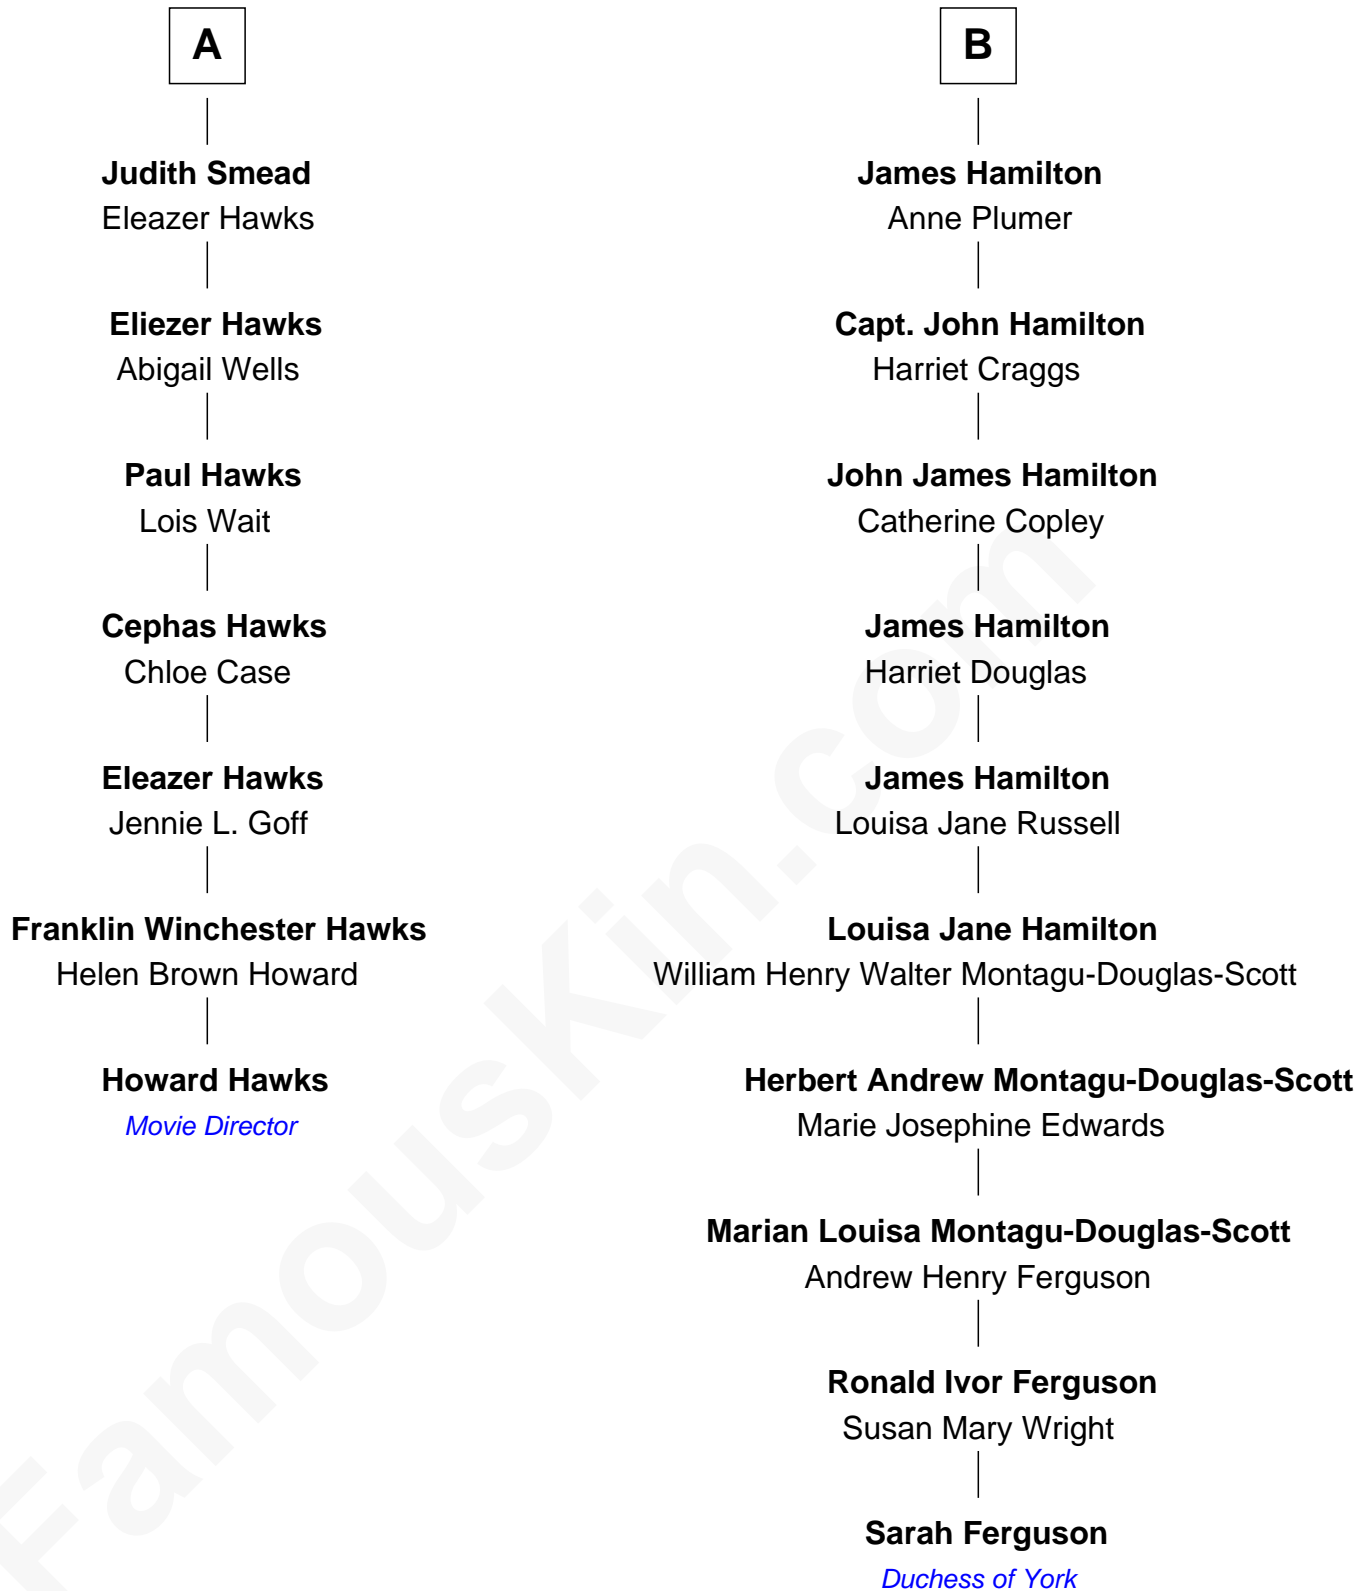 A
Judith Smead
Eleazer Hawks
Eliezer Hawks
Abigail Wells
Paul Hawks
Lois Wait
Cephas Hawks
Chloe Case
Eleazer Hawks
Jennie L. Goff
Franklin Winchester Hawks
Helen Brown Howard
Howard Hawks
Movie Director
B
James Hamilton
Anne Plumer
Capt. John Hamilton
Harriet Craggs
John James Hamilton
Catherine Copley
James Hamilton
Harriet Douglas
James Hamilton
Louisa Jane Russell
Louisa Jane Hamilton
William Henry Walter Montagu-Douglas-Scott
Herbert Andrew Montagu-Douglas-Scott
Marie Josephine Edwards
Marian Louisa Montagu-Douglas-Scott
Andrew Henry Ferguson
Ronald Ivor Ferguson
Susan Mary Wright
Sarah Ferguson
Duchess of York
FamousKin.com